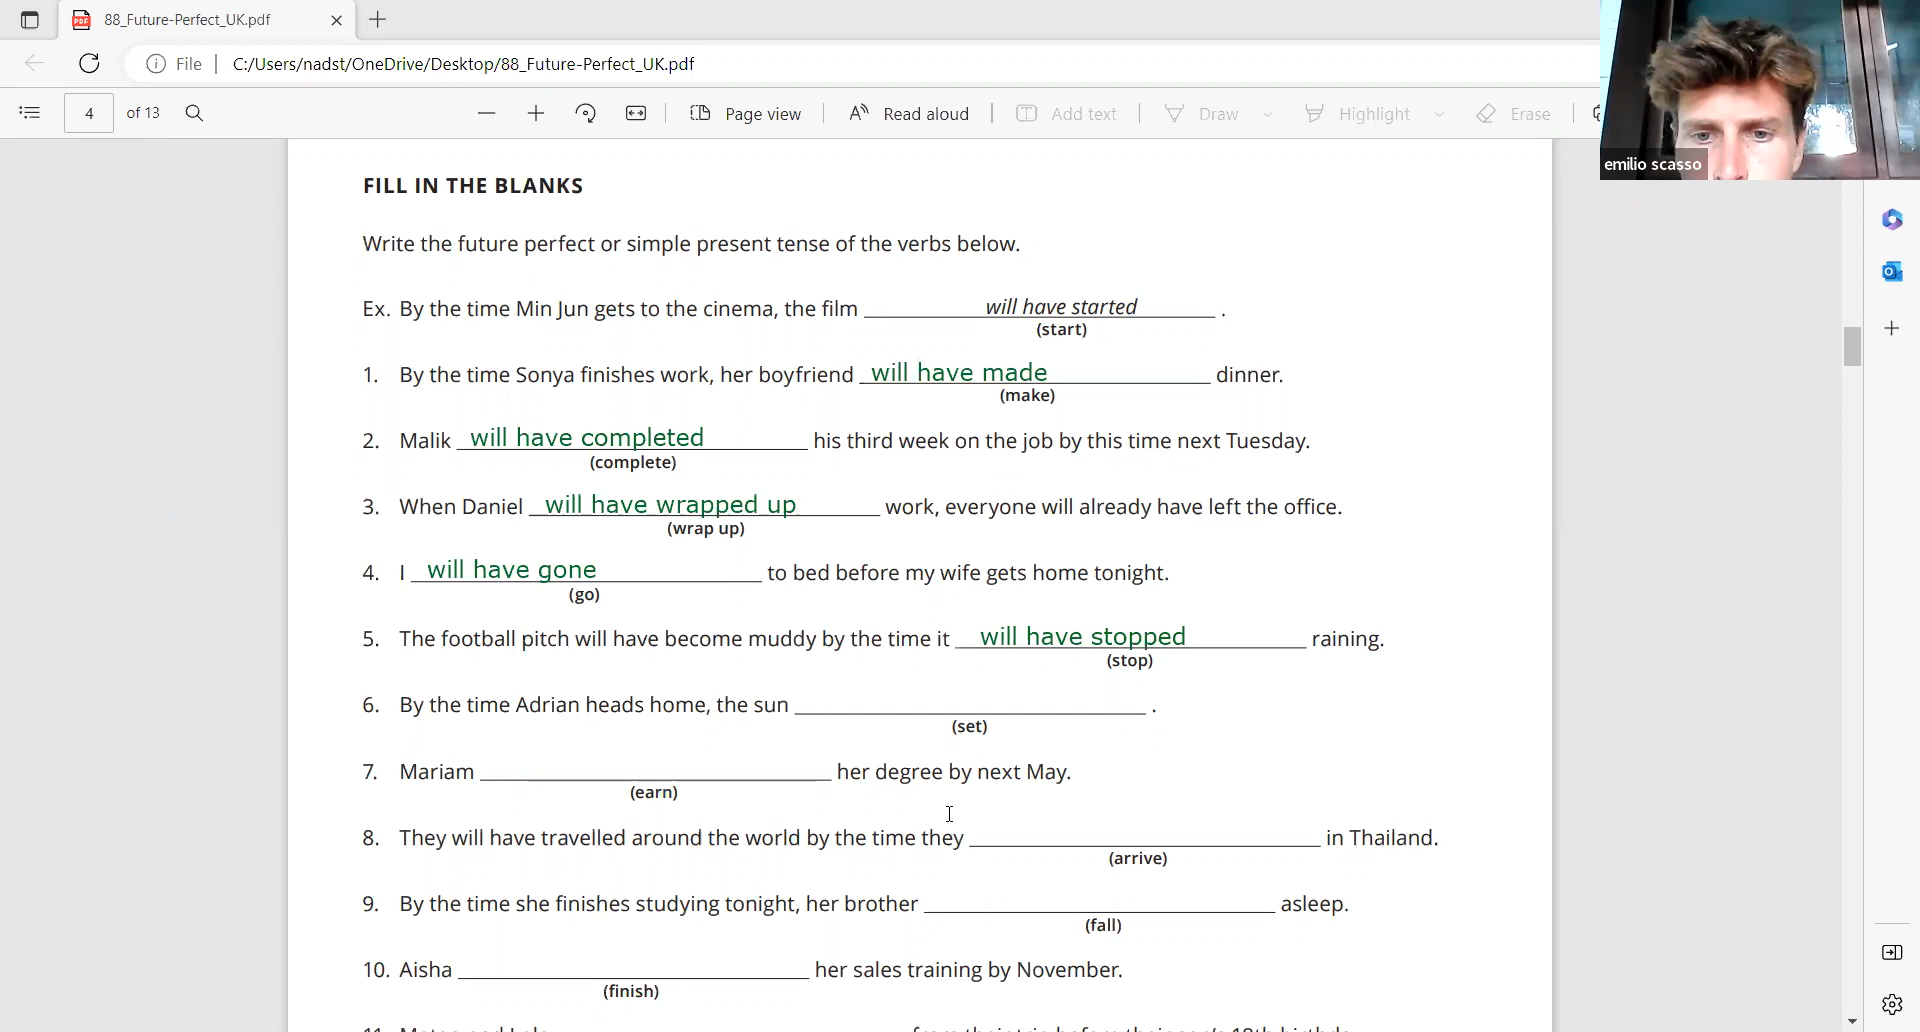 88_Future-Perfect_UK.pdf
File C:/Users/nadst/OneDrive/Desktop/88_Future-Perfect_UK.pdf
4 of 13 Page view Read aloud Add text Draw Highlight Erase
emilio scasso
FILL IN THE BLANKS
Write the future perfect or simple present tense of the verbs below.
Ex. By the time Min Jun gets to the cinema, the film will have started .
(start)
1. By the time Sonya finishes work, her boyfriend will have made dinner.
(make)
2. Malik will have completed his third week on the job by this time next Tuesday.
(complete)
3. When Daniel will have wrapped up work, everyone will already have left the office.
(wrap up)
4. I will have gone to bed before my wife gets home tonight.
(go)
5. The football pitch will have become muddy by the time it will have stopped raining.
(stop)
6. By the time Adrian heads home, the sun ______ .
(set)
7. Mariam ______ her degree by next May.
(earn)
8. They will have travelled around the world by the time they ______ in Thailand.
(arrive)
9. By the time she finishes studying tonight, her brother ______ asleep.
(fall)
10. Aisha ______ her sales training by November.
(finish)